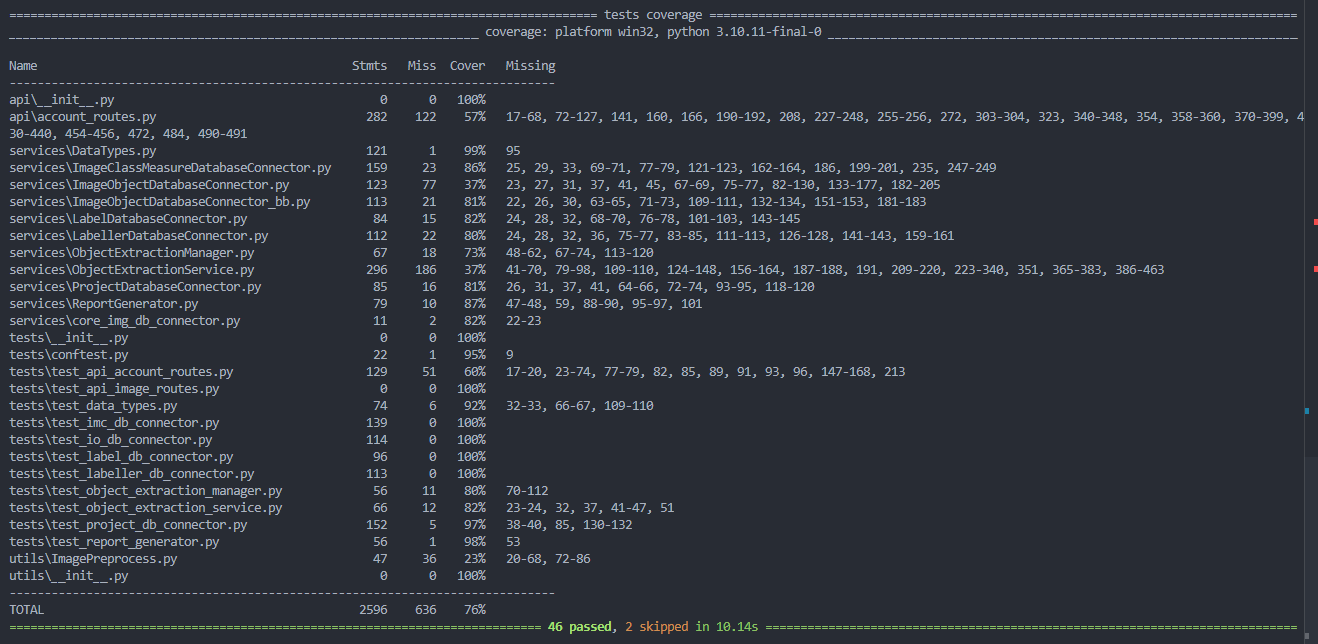 ================================================================================ tests coverage ================================================================================
________________________________________________________________ coverage: platform win32, python 3.10.11-final-0 ________________________________________________________________
Name                                              Stmts   Miss  Cover   Missing
-------------------------------------------------------------------------------
api\__init__.py                                       0      0   100%
api\account_routes.py                               282    122    57%   17-68, 72-127, 141, 160, 166, 190-192, 208, 227-248, 255-256, 272, 303-304, 323, 340-348, 354, 358-360, 370-399, 4
30-440, 454-456, 472, 484, 490-491
services\DataTypes.py                               121      1    99%   95
services\ImageClassMeasureDatabaseConnector.py      159     23    86%   25, 29, 33, 69-71, 77-79, 121-123, 162-164, 186, 199-201, 235, 247-249
services\ImageObjectDatabaseConnector.py            123     77    37%   23, 27, 31, 37, 41, 45, 67-69, 75-77, 82-130, 133-177, 182-205
services\ImageObjectDatabaseConnector_bb.py         113     21    81%   22, 26, 30, 63-65, 71-73, 109-111, 132-134, 151-153, 181-183
services\LabelDatabaseConnector.py                   84     15    82%   24, 28, 32, 68-70, 76-78, 101-103, 143-145
services\LabellerDatabaseConnector.py               112     22    80%   24, 28, 32, 36, 75-77, 83-85, 111-113, 126-128, 141-143, 159-161
services\ObjectExtractionManager.py                  67     18    73%   48-62, 67-74, 113-120
services\ObjectExtractionService.py                 296    186    37%   41-70, 79-98, 109-110, 124-148, 156-164, 187-188, 191, 209-220, 223-340, 351, 365-383, 386-463
services\ProjectDatabaseConnector.py                 85     16    81%   26, 31, 37, 41, 64-66, 72-74, 93-95, 118-120
services\ReportGenerator.py                          79     10    87%   47-48, 59, 88-90, 95-97, 101
services\core_img_db_connector.py                    11      2    82%   22-23
tests\__init__.py                                     0      0   100%
tests\conftest.py                                    22      1    95%   9
tests\test_api_account_routes.py                    129     51    60%   17-20, 23-74, 77-79, 82, 85, 89, 91, 93, 96, 147-168, 213
tests\test_api_image_routes.py                        0      0   100%
tests\test_data_types.py                             74      6    92%   32-33, 66-67, 109-110
tests\test_imc_db_connector.py                      139      0   100%
tests\test_io_db_connector.py                       114      0   100%
tests\test_label_db_connector.py                     96      0   100%
tests\test_labeller_db_connector.py                 113      0   100%
tests\test_object_extraction_manager.py              56     11    80%   70-112
tests\test_object_extraction_service.py              66     12    82%   23-24, 32, 37, 41-47, 51
tests\test_project_db_connector.py                  152      5    97%   38-40, 85, 130-132
tests\test_report_generator.py                       56      1    98%   53
utils\ImagePreprocess.py                             47     36    23%   20-68, 72-86
utils\__init__.py                                     0      0   100%
-------------------------------------------------------------------------------
TOTAL                                              2596    636    76%
============================================================================ 46 passed, 2 skipped in 10.14s ============================================================================